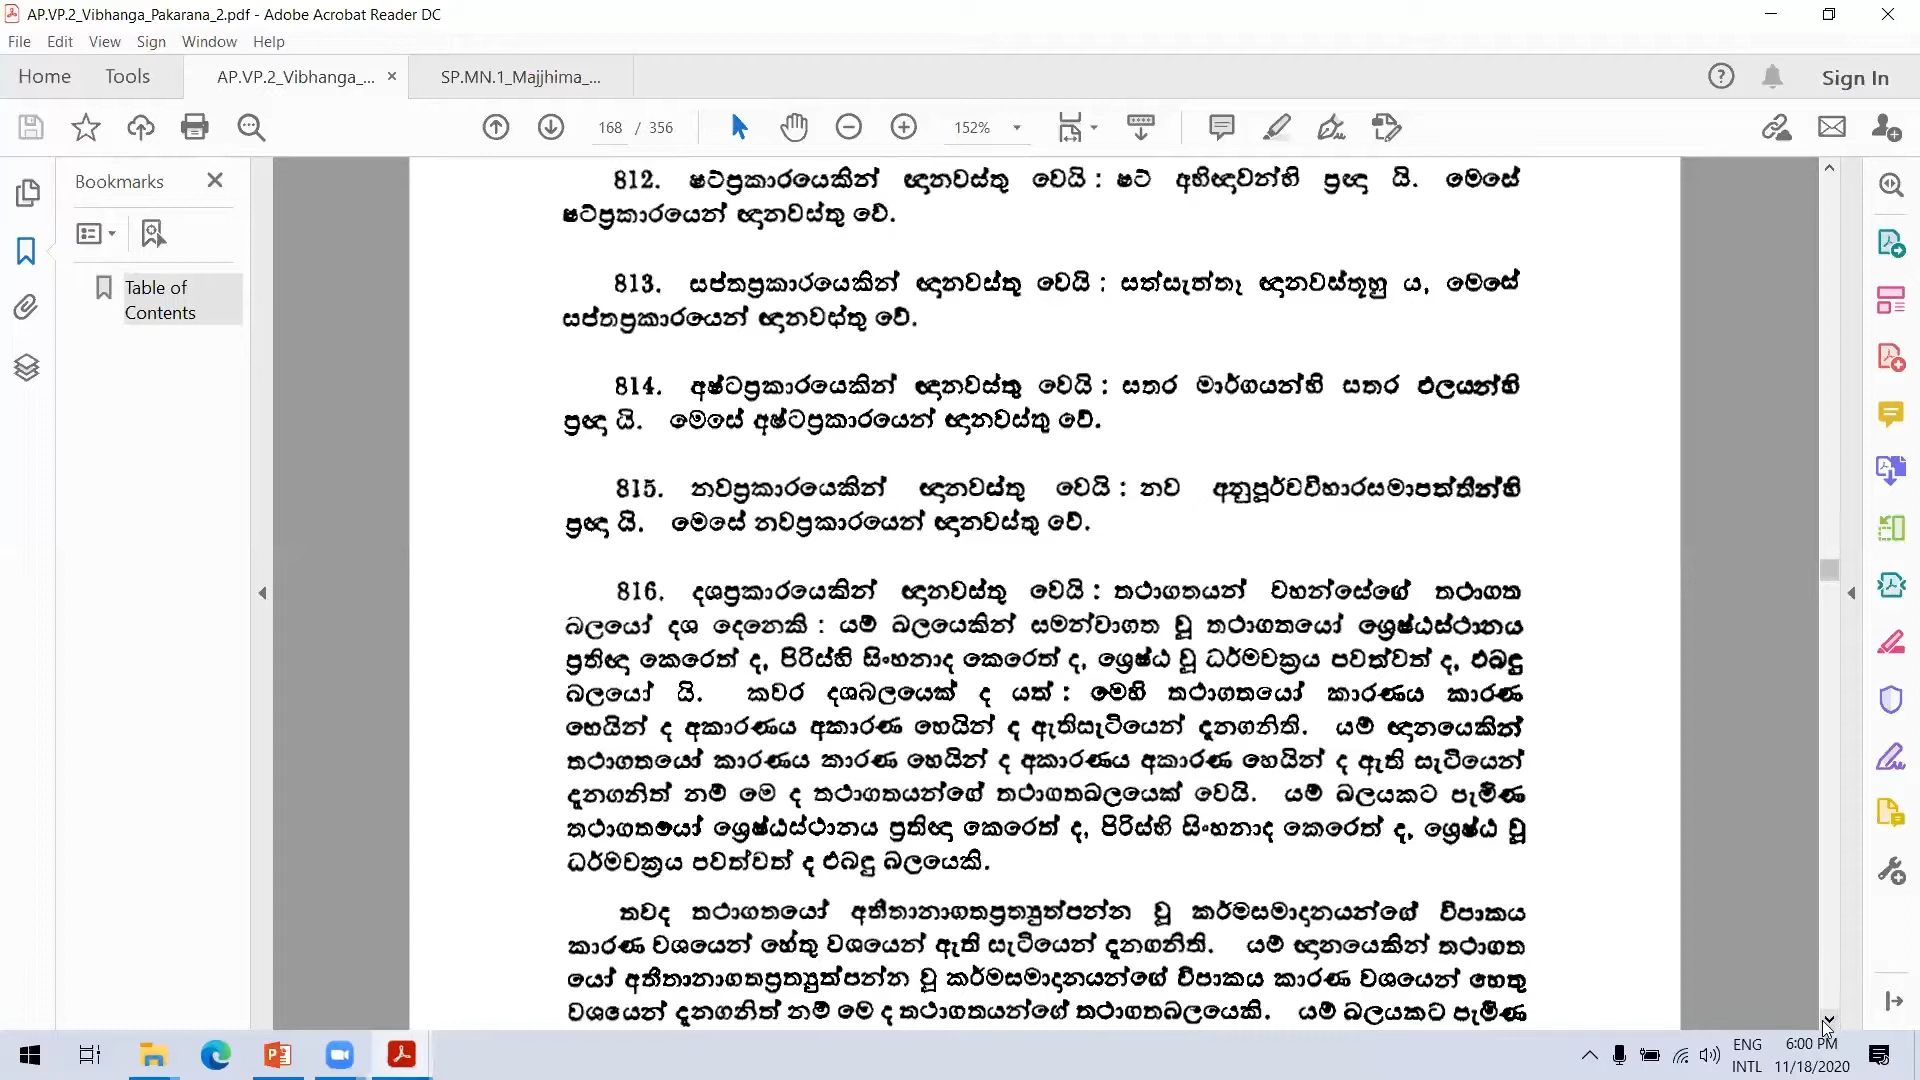 AP.VP.2_Vibhanga_Pakarana_2.pdf - Adobe Acrobat Reader DC
File Edit View Sign Window Help
Home Tools AP.VP.2_Vibhanga_... SP.MN.1_Majjhima_... Sign In
168 / 356 152%
Bookmarks
Table of
Contents
812. ෂට්ප්‍රකාරයෙකින් ඥානවස්තු වෙයි : ෂට් අභිඥාවන්හි ප්‍රඥා යි. මෙසේ
ෂට්ප්‍රකාරයෙන් ඥානවස්තු වේ.
813. සප්තප්‍රකාරයෙකින් ඥානවස්තු වෙයි : සත්සැත්තෑ ඥානවස්තූහු ය, මෙසේ
සප්තප්‍රකාරයෙන් ඥානවස්තු වේ.
814. අෂ්ටප්‍රකාරයෙකින් ඥානවස්තු වෙයි : සතර මාර්ගයන්හි සතර ඵලයන්හි
ප්‍රඥා යි. මෙසේ අෂ්ටප්‍රකාරයෙන් ඥානවස්තු වේ.
815. නවප්‍රකාරයෙකින් ඥානවස්තු වෙයි : නව අනුපූර්වවිහාරසමාපත්තීන්හි
ප්‍රඥා යි. මෙසේ නවප්‍රකාරයෙන් ඥානවස්තු වේ.
816. දශප්‍රකාරයෙකින් ඥානවස්තු වෙයි : තථාගතයන් වහන්සේගේ තථාගත
බලයෝ දශ දෙනෙකි : යම් බලයෙකින් සමන්වාගත වූ තථාගතයෝ ශ්‍රෙෂ්ඨස්ථානය
ප්‍රතිඥා කෙරෙත් ද, පිරිස්හි සිංහනාද කෙරෙත් ද, ශ්‍රෙෂ්ඨ වූ ධර්මචක්‍රය පවත්වත් ද, එබඳු
බලයෝ යි. කවර දශබලයෙක් ද යත් : මෙහි තථාගතයෝ කාරණය කාරණ
හෙයින් ද අකාරණය අකාරණ හෙයින් ද ඇතිසැටියෙන් දැනගනිති. යම් ඥානයෙකින්
තථාගතයෝ කාරණය කාරණ හෙයින් ද අකාරණය අකාරණ හෙයින් ද ඇති සැටියෙන්
දැනගනිත් නම් මෙ ද තථාගතයන්ගේ තථාගතබලයෙක් වෙයි. යම් බලයකට පැමිණ
තථාගතයෝ ශ්‍රෙෂ්ඨස්ථානය ප්‍රතිඥා කෙරෙත් ද, පිරිස්හි සිංහනාද කෙරෙත් ද, ශ්‍රෙෂ්ඨ වූ
ධර්මචක්‍රය පවත්වත් ද එබඳු බලයෙකි.
තවද තථාගතයෝ අතීතානාගතප්‍රත්‍යුත්පන්න වූ කර්මසමාදානයන්ගේ විපාකය
කාරණ වශයෙන් හේතු වශයෙන් ඇති සැටියෙන් දැනගනිති. යම් ඥානයෙකින් තථාගත
යෝ අතීතානාගතප්‍රත්‍යුත්පන්න වූ කර්මසමාදානයන්ගේ විපාකය කාරණ වශයෙන් හෙතු
වශයෙන් දැනගනිත් නම් මෙ ද තථාගතයන්ගේ තථාගතබලයෙකි. යම් බලයකට පැමිණ
ENG 6:00 PM
INTL 11/18/2020